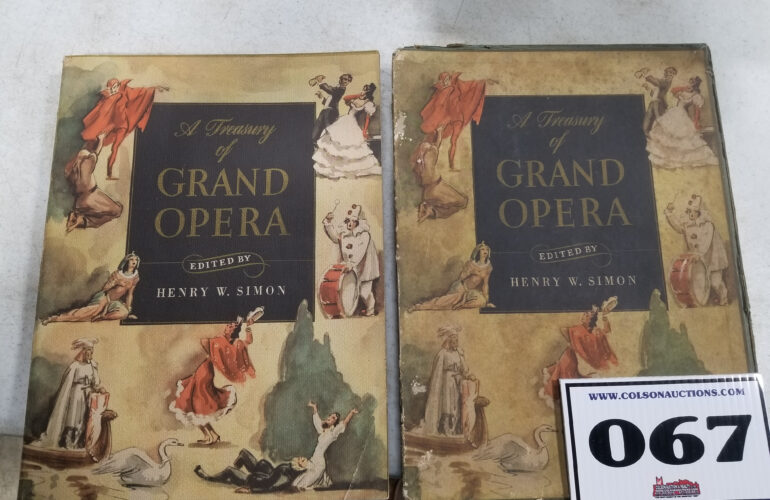 A Treasury
of
GRAND
OPERA
EDITED BY
HENRY W. SIMON
A Treasury
of
GRAND
OPERA
EDITED BY
HENRY W. SIMON
WWW.COLSONAUCTIONS.COM
067